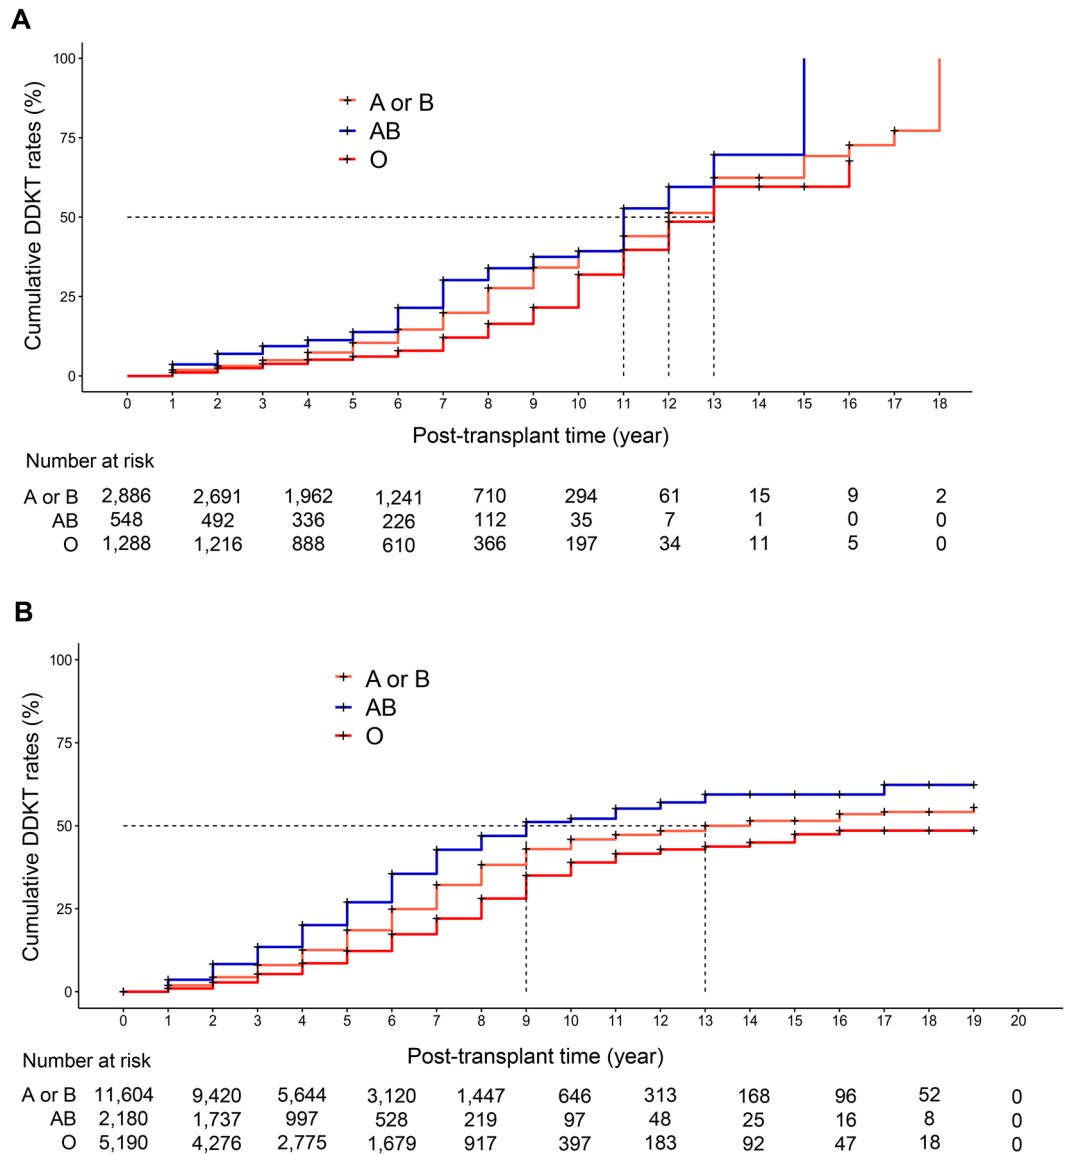 A
Cumulative DDKT rates (%)
100
75
50
25
0
A or B
AB
O
0 1 2 3 4 5 6 7 8 9 10 11 12 13 14 15 16 17 18
Post-transplant time (year)
Number at risk
A or B 2,886 2,691 1,962 1,241 710 294 61 15 9 2
AB 548 492 336 226 112 35 7 1 0 0
O 1,288 1,216 888 610 366 197 34 11 5 0
B
Cumulative DDKT rates (%)
100
75
50
25
0
A or B
AB
O
0 1 2 3 4 5 6 7 8 9 10 11 12 13 14 15 16 17 18 19 20
Post-transplant time (year)
Number at risk
A or B 11,604 9,420 5,644 3,120 1,447 646 313 168 96 52 0
AB 2,180 1,737 997 528 219 97 48 25 16 8 0
O 5,190 4,276 2,775 1,679 917 397 183 92 47 18 0